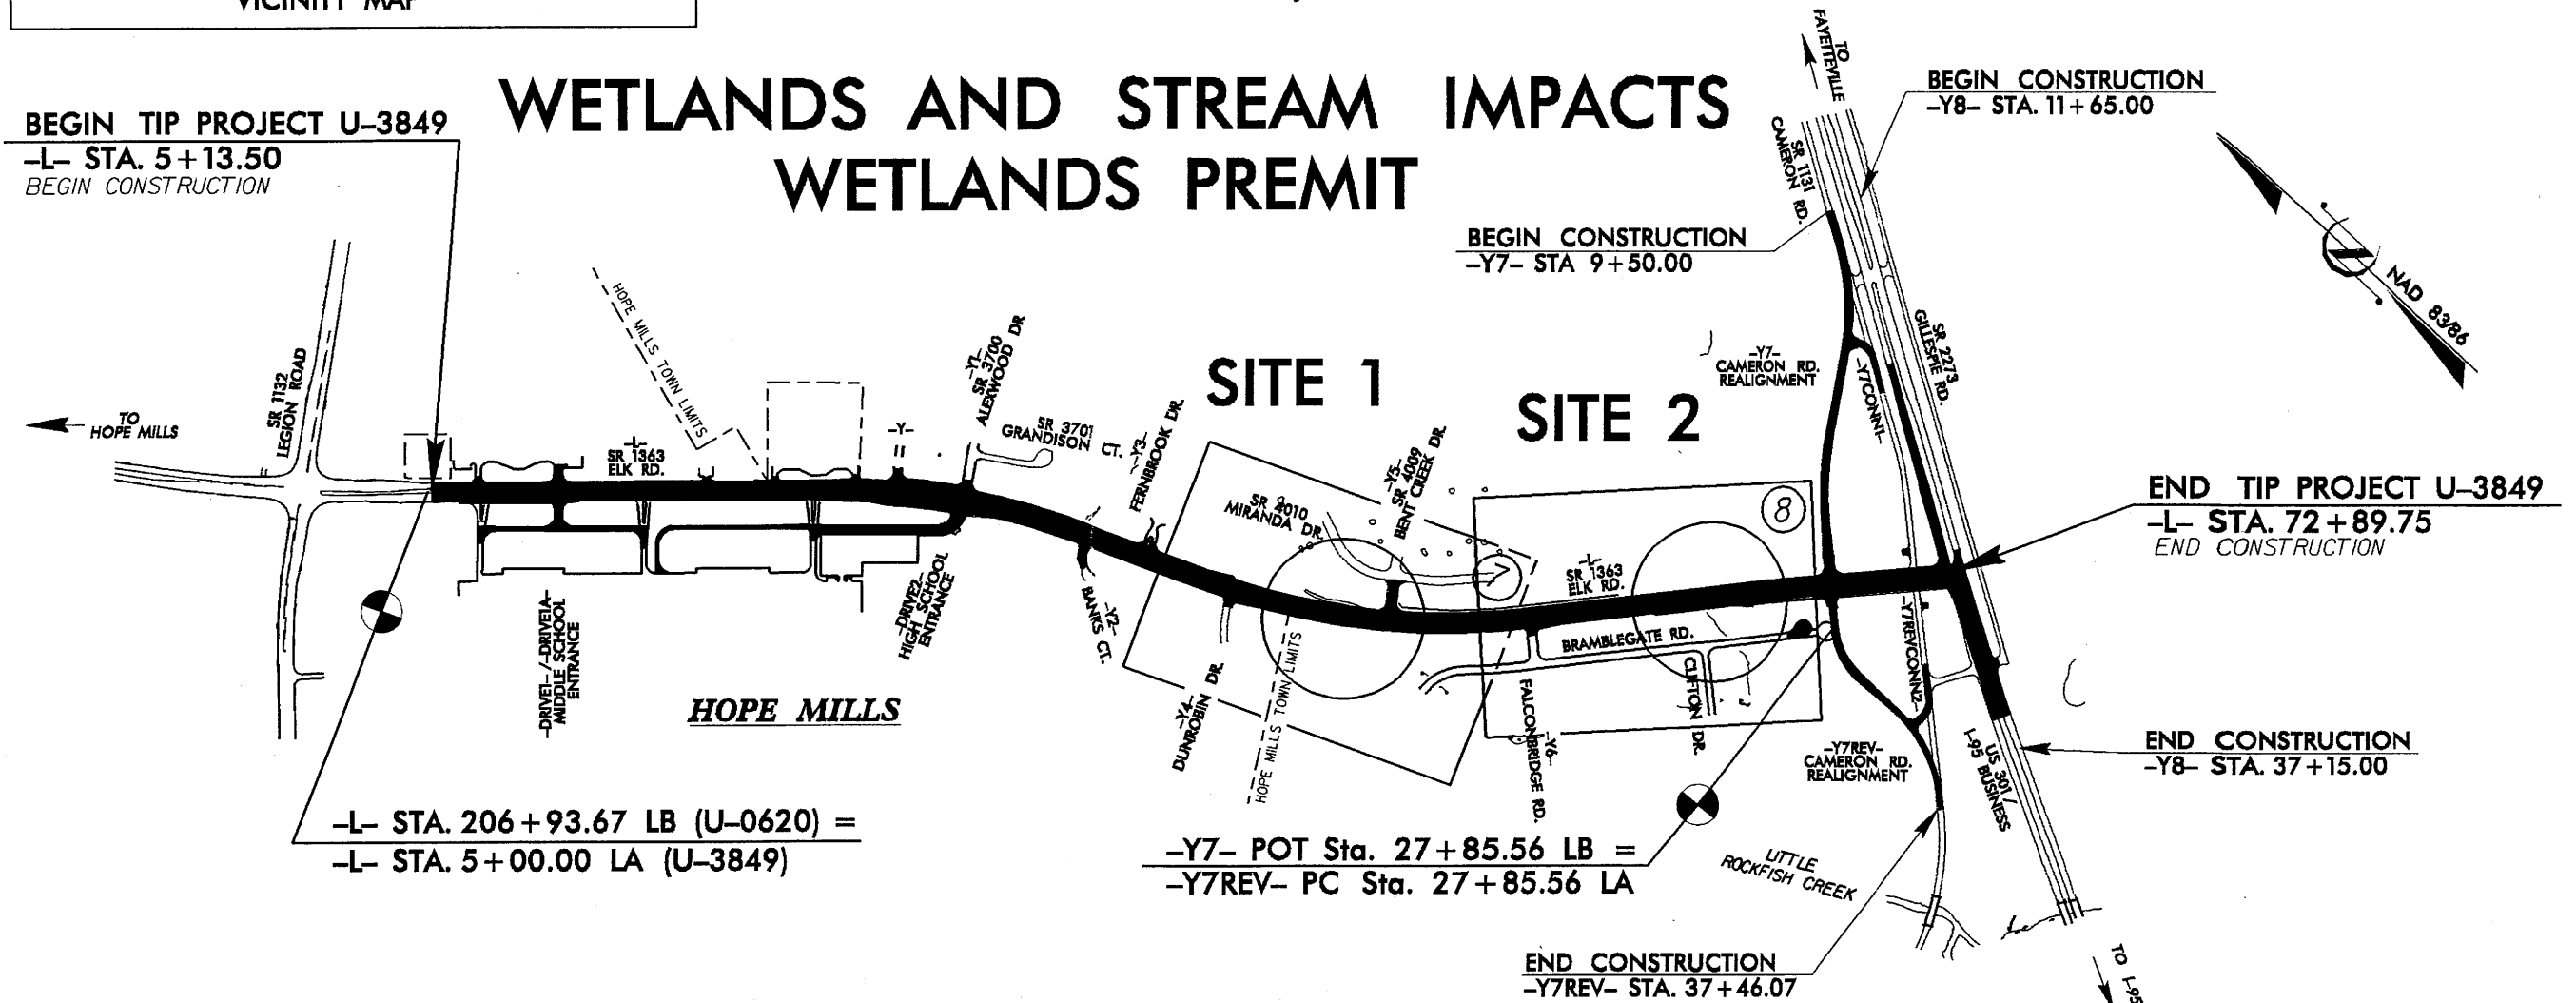 VICINITY MAP
WETLANDS AND STREAM IMPACTS
WETLANDS PREMIT
BEGIN TIP PROJECT U-3849
-L- STA. 5+13.50
BEGIN CONSTRUCTION
TO
FAYETTEVILLE
BEGIN CONSTRUCTION
-Y8- STA. 11+65.00
SR 1131
CAMERON RD.
BEGIN CONSTRUCTION
-Y7- STA 9+50.00
NAD 83/86
HOPE MILLS TOWN LIMITS
SR 1132
LEGION ROAD
TO
HOPE MILLS
-L-
SR 1363
ELK RD.
-Y-
-Y1-
SR 3700
ALEXWOOD DR
SR 3701
GRANDISON CT.
-Y3-
FERNBROOK DR.
SITE 1
SITE 2
-Y5-
SR 4009
BENT CREEK DR.
SR 4010
MIRANDA DR.
-Y7-
CAMERON RD.
REALIGNMENT
-Y7CONN1-
SR 2273
GILLESPIE RD.
7
8
-L-
SR 1363
ELK RD.
END TIP PROJECT U-3849
-L- STA. 72+89.75
END CONSTRUCTION
-DRIVE1-/-DRIVE1A-
MIDDLE SCHOOL
ENTRANCE
-DRIVE2-
HIGH SCHOOL
ENTRANCE
-Y2-
BANKS CT.
-Y4-
DUNROBIN DR.
HOPE MILLS TOWN LIMITS
BRAMBLEGATE RD.
CLIFTON DR.
-Y6-
FALCONBRIDGE RD.
-Y7REVCONN2-
-Y7REV-
CAMERON RD.
REALIGNMENT
US 301/
I-95 BUSINESS
END CONSTRUCTION
-Y8- STA. 37+15.00
HOPE MILLS
-L- STA. 206+93.67 LB (U-0620) =
-L- STA. 5+00.00 LA (U-3849)
-Y7- POT Sta. 27+85.56 LB =
-Y7REV- PC Sta. 27+85.56 LA
LITTLE
ROCKFISH CREEK
END CONSTRUCTION
-Y7REV- STA. 37+46.07
TO I-95